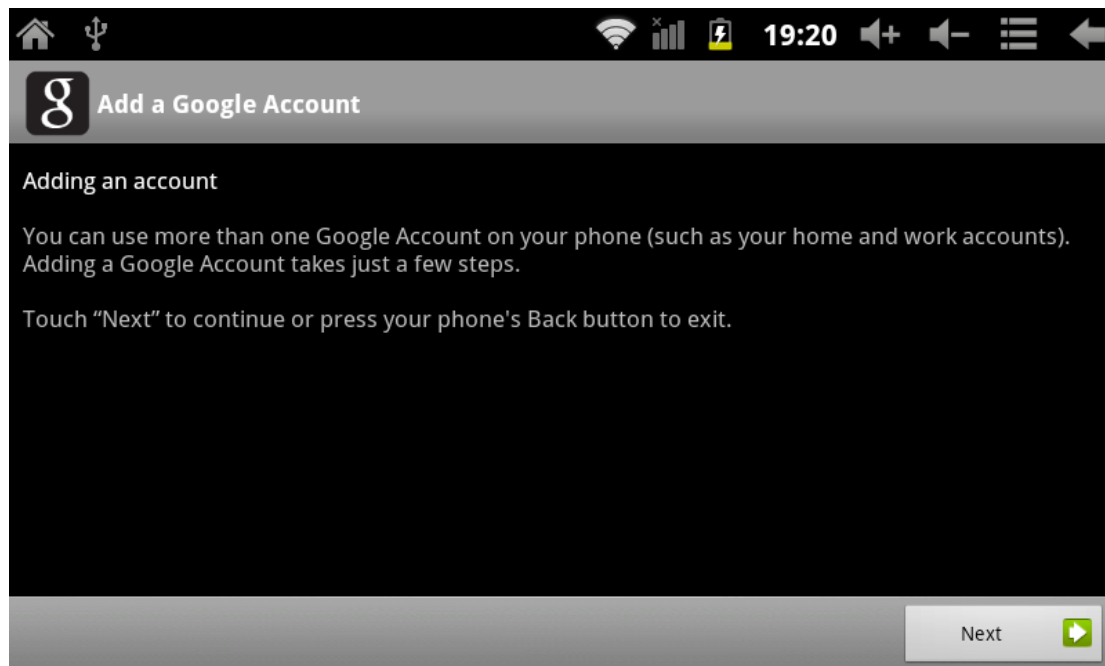 19:20
g Add a Google Account
Adding an account
You can use more than one Google Account on your phone (such as your home and work accounts).
Adding a Google Account takes just a few steps.
Touch “Next” to continue or press your phone's Back button to exit.
Next